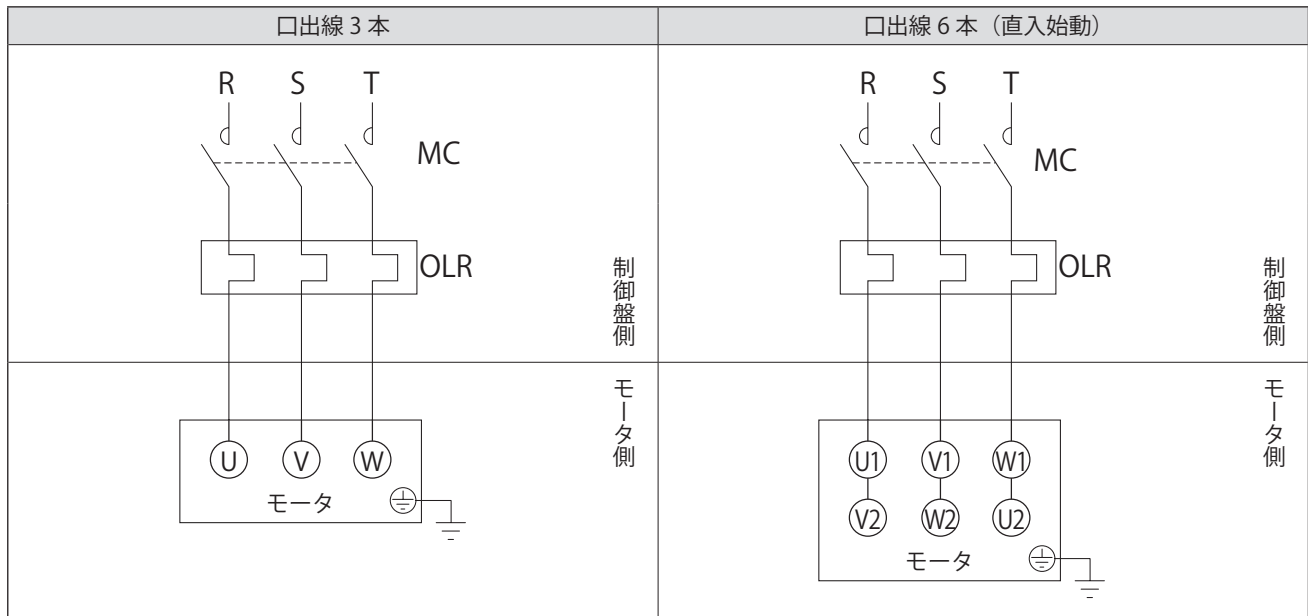 口出線 3 本
R S T
MC
OLR
制御盤側
モータ側
U V W
モータ
口出線 6 本（直入始動）
R S T
MC
OLR
制御盤側
モータ側
U1 V1 W1
V2 W2 U2
モータ